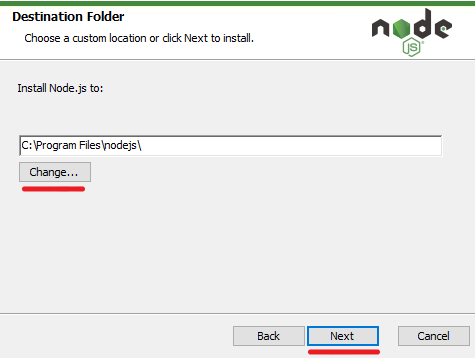 Destination Folder
Choose a custom location or click Next to install.
node
JS
Install Node.js to:
C:\Program Files\nodejs\
Change...
Back
Next
Cancel